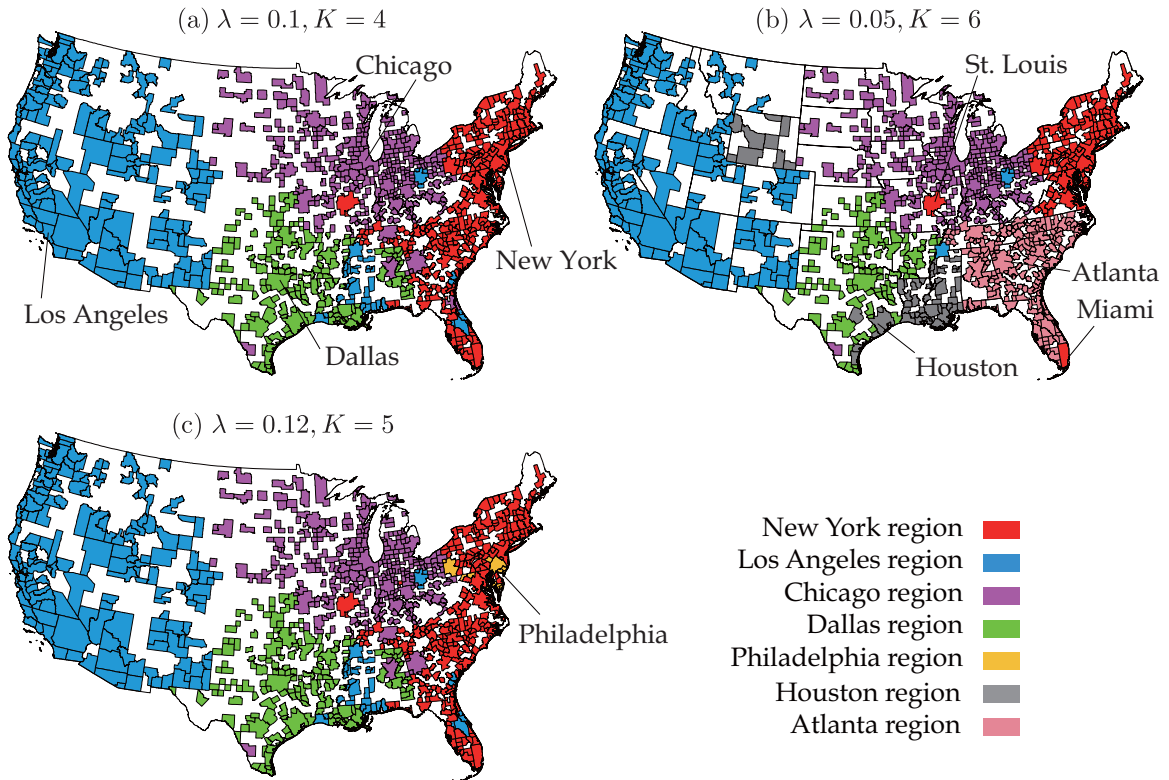 (a) λ = 0.1, K = 4
Chicago
New York
Los Angeles
Dallas
(b) λ = 0.05, K = 6
St. Louis
Atlanta
Miami
Houston
(c) λ = 0.12, K = 5
Philadelphia
New York region
Los Angeles region
Chicago region
Dallas region
Philadelphia region
Houston region
Atlanta region